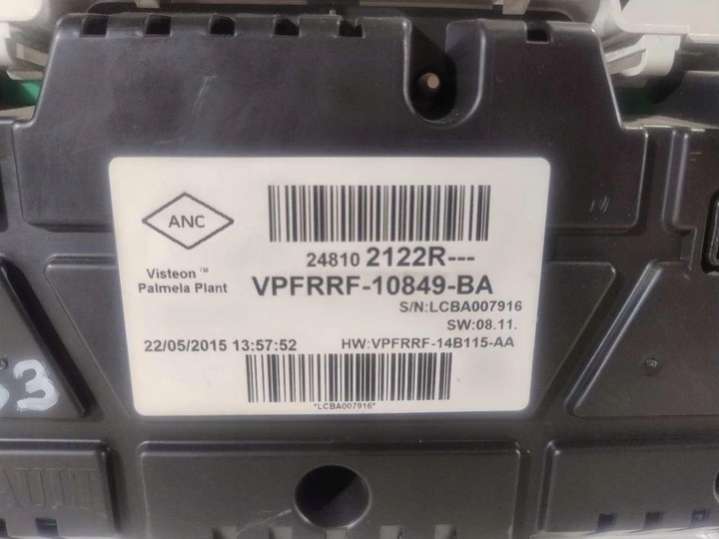 ANC
24810 2122R---
Visteon ™
Palmela Plant
VPFRRF-10849-BA
S/N:LCBA007916
SW:08.11.
22/05/2015 13:57:52
HW:VPFRRF-14B115-AA
*LCBA007916*